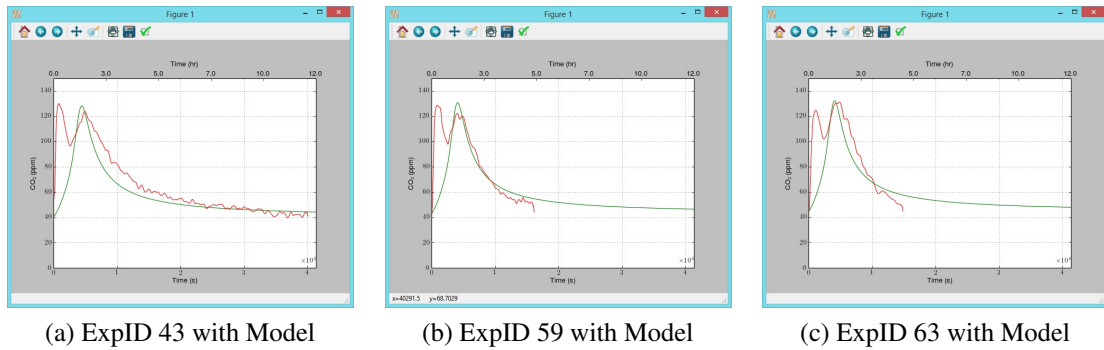 Figure 1
Time (hr)
0.0 3.0 5.0 7.0 10.0 12.0
140
120
100
80
60
40
20
0
CO₂ (ppm)
0 1 2 3 4
×10⁴
Time (s)
(a) ExpID 43 with Model
Figure 1
Time (hr)
0.0 3.0 5.0 7.0 10.0 12.0
140
120
100
80
60
40
20
0
CO₂ (ppm)
0 1 2 3 4
×10⁴
Time (s)
x=40291.5 y=68.7029
(b) ExpID 59 with Model
Figure 1
Time (hr)
0.0 3.0 5.0 7.0 10.0 12.0
140
120
100
80
60
40
20
0
CO₂ (ppm)
0 1 2 3 4
×10⁴
Time (s)
(c) ExpID 63 with Model